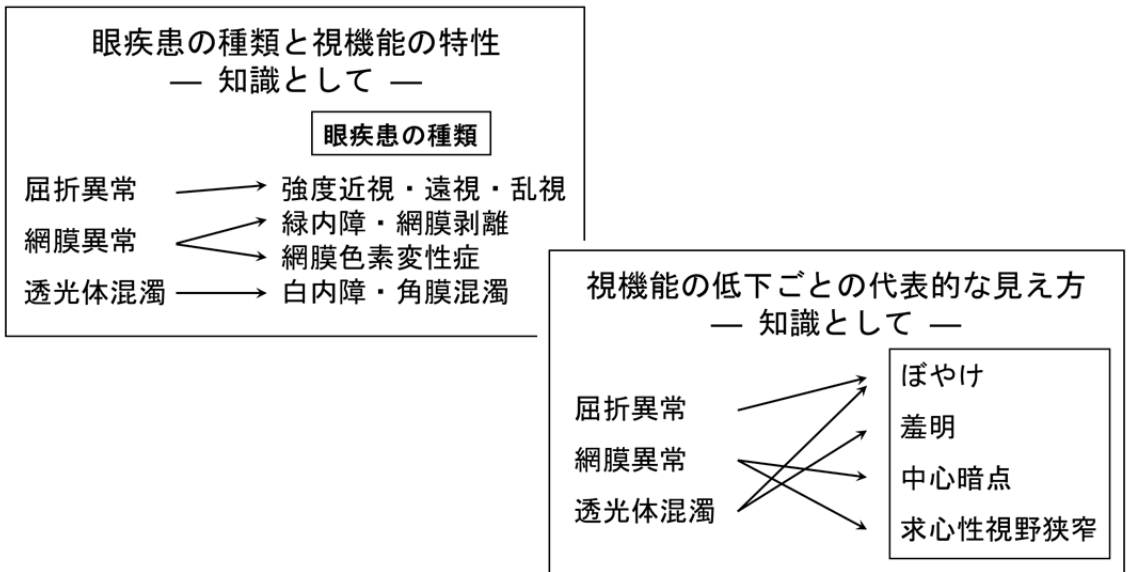 眼疾患の種類と視機能の特性
― 知識として ―
眼疾患の種類
屈折異常
強度近視・遠視・乱視
網膜異常
緑内障・網膜剥離
網膜色素変性症
透光体混濁
白内障・角膜混濁
視機能の低下ごとの代表的な見え方
― 知識として ―
屈折異常
網膜異常
透光体混濁
ぼやけ
羞明
中心暗点
求心性視野狭窄